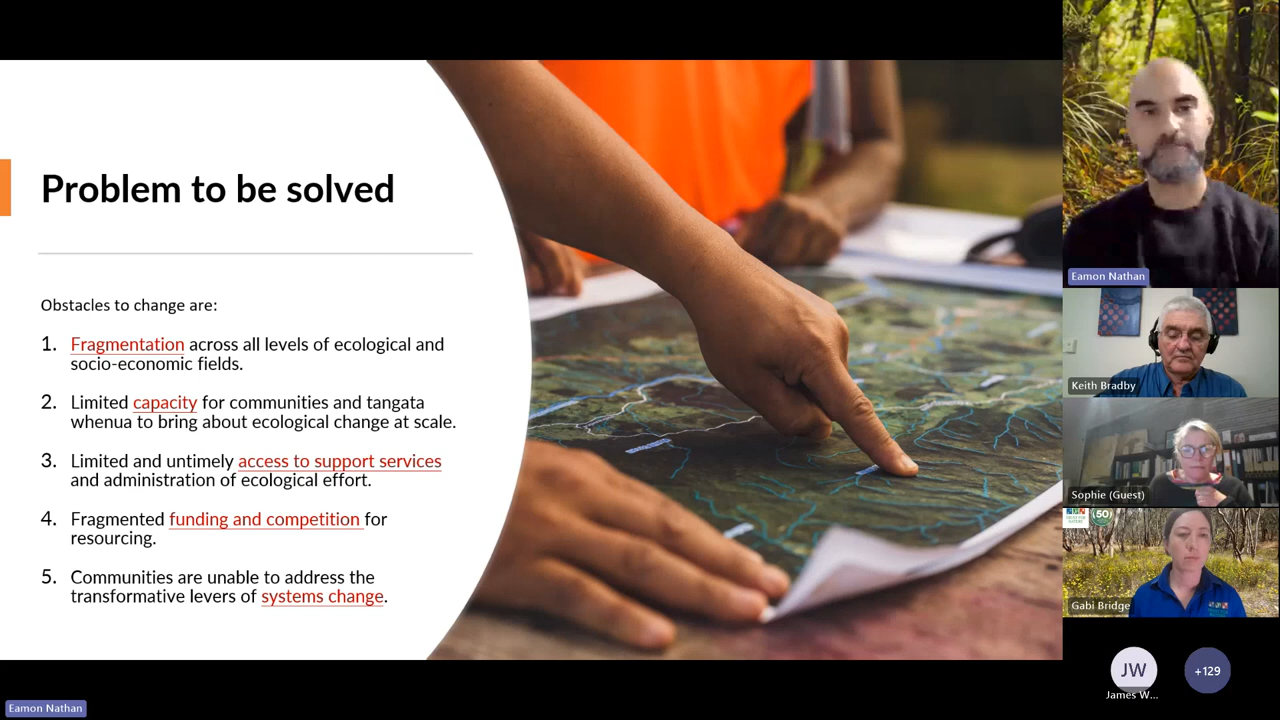 Problem to be solved
Obstacles to change are:
1. Fragmentation across all levels of ecological and
socio-economic fields.
2. Limited capacity for communities and tangata
whenua to bring about ecological change at scale.
3. Limited and untimely access to support services
and administration of ecological effort.
4. Fragmented funding and competition for
resourcing.
5. Communities are unable to address the
transformative levers of systems change.
Eamon Nathan
Keith Bradby
Sophie (Guest)
50
Gabi Bridge
JW
+129
James W...
Eamon Nathan